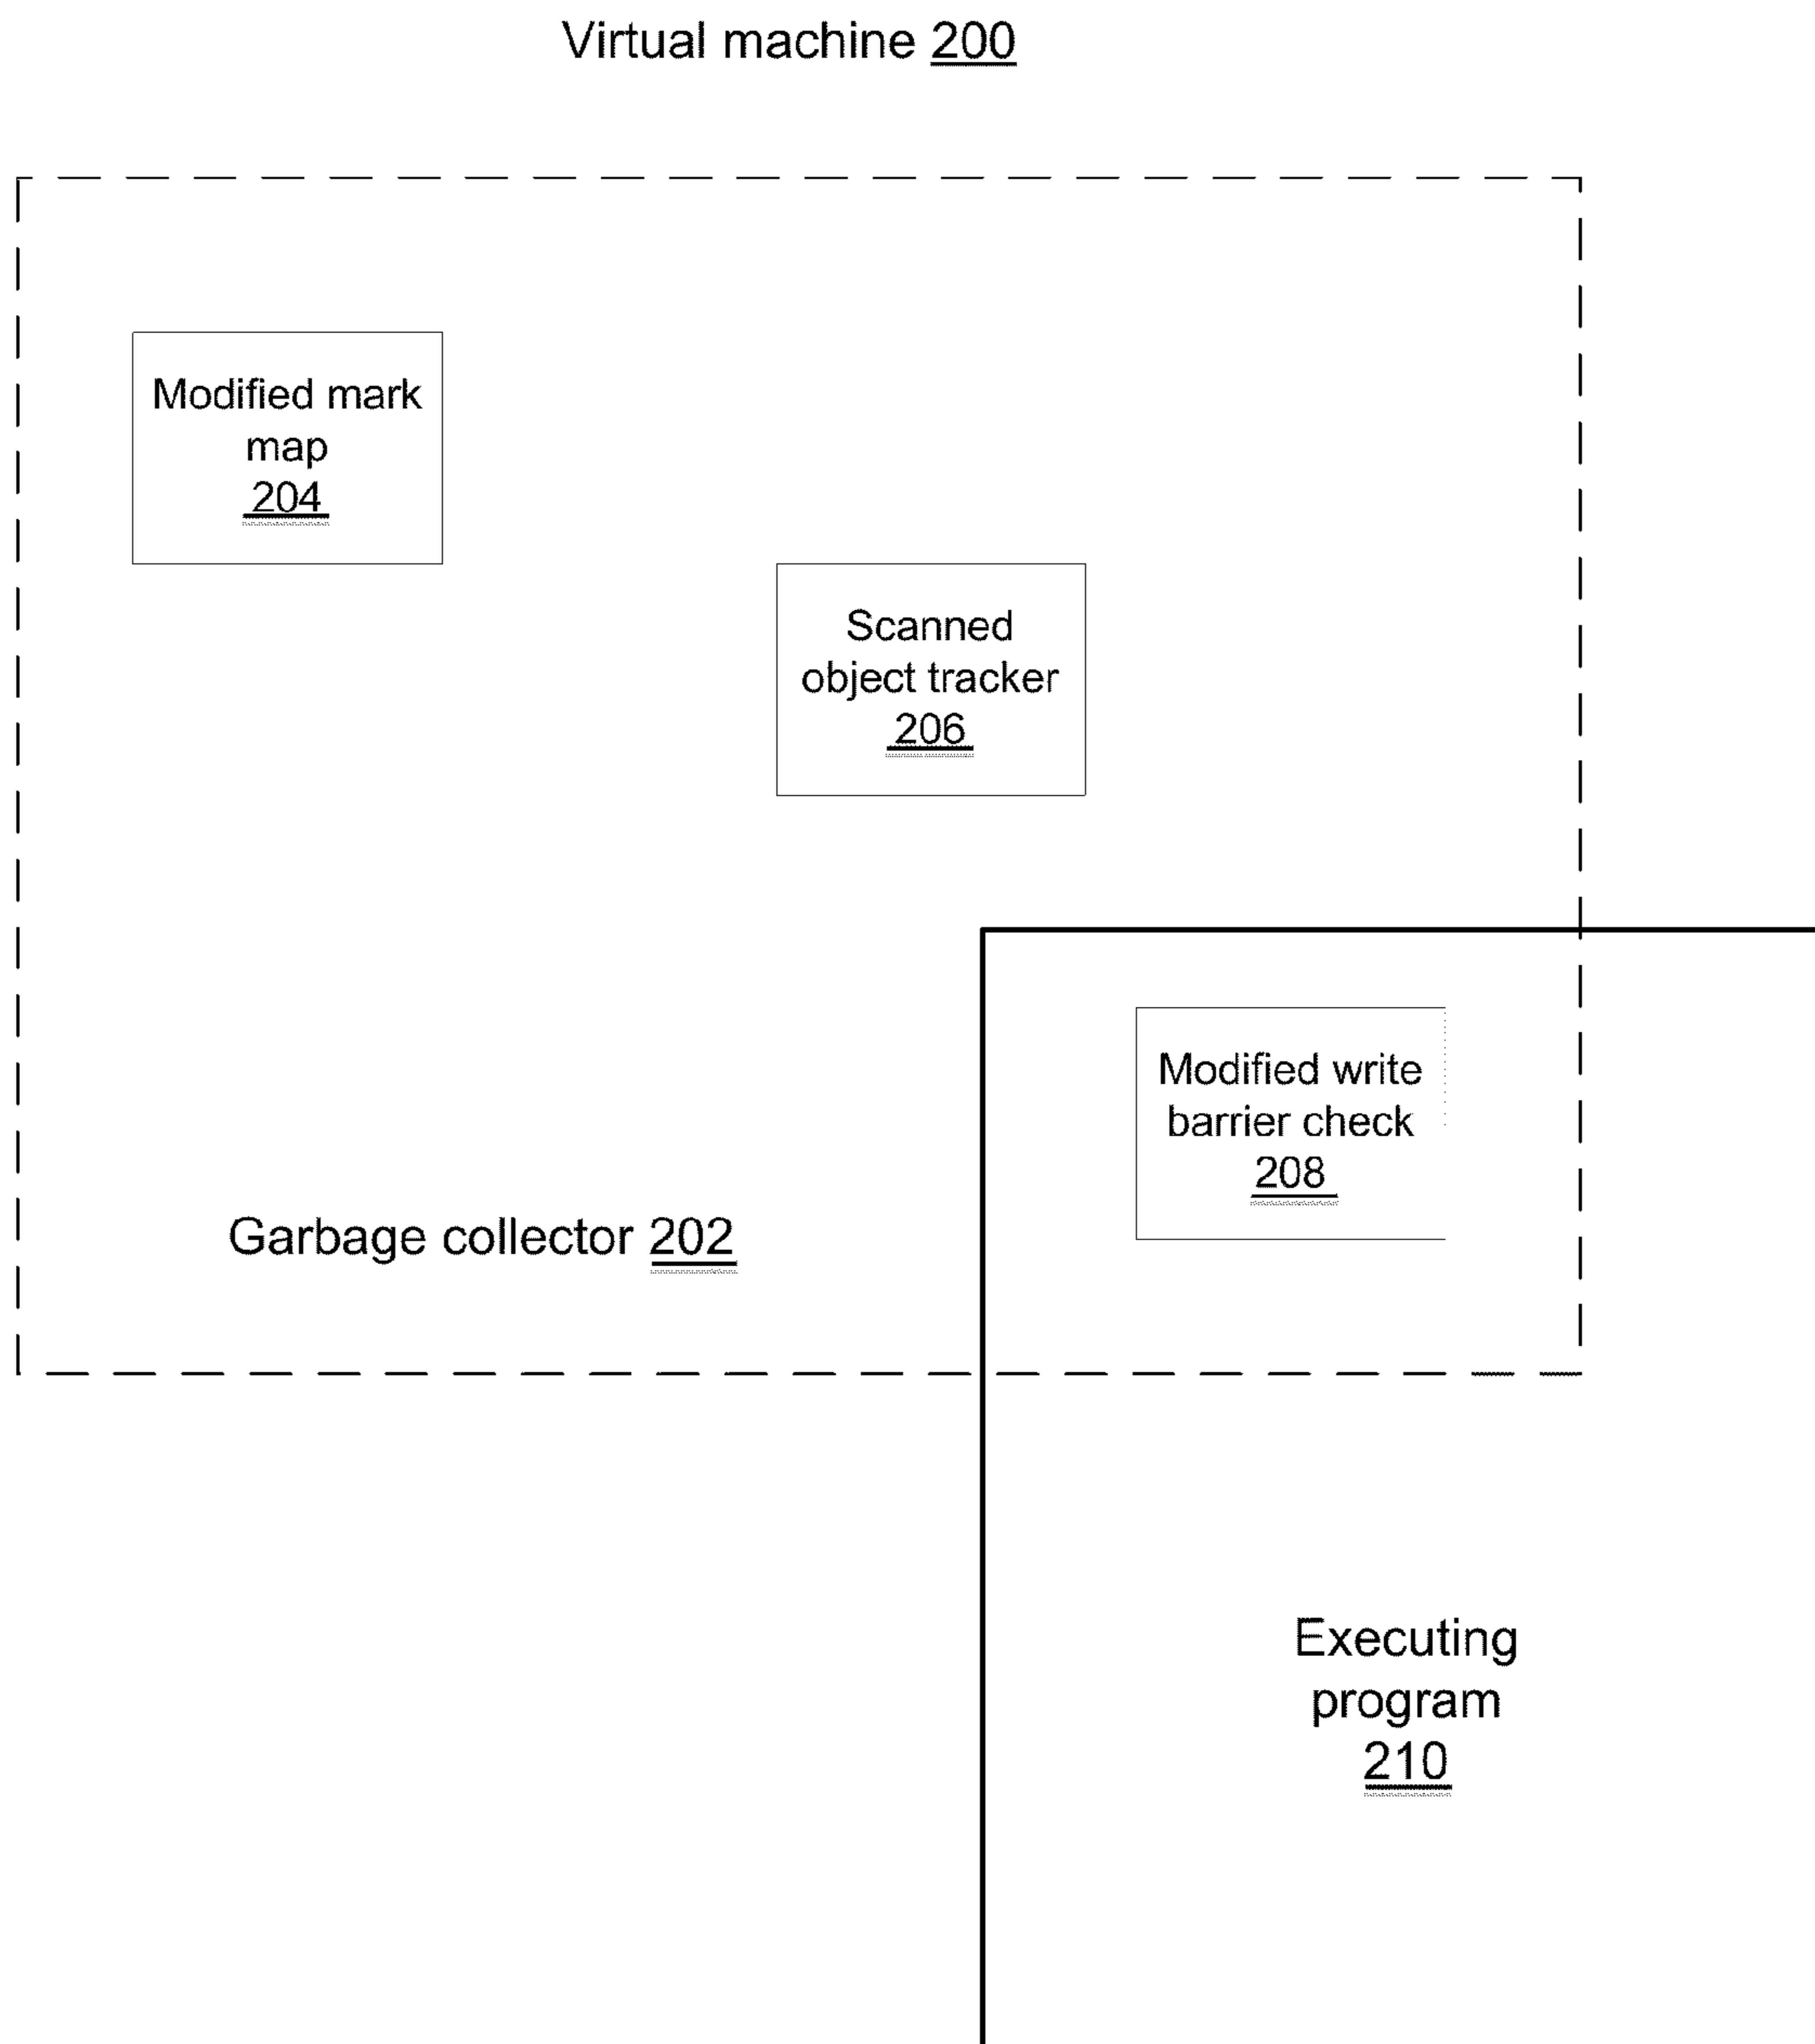 Virtual machine 200
Modified mark
map
204
Scanned
object tracker
206
Modified write
barrier check
208
Garbage collector 202
Executing
program
210